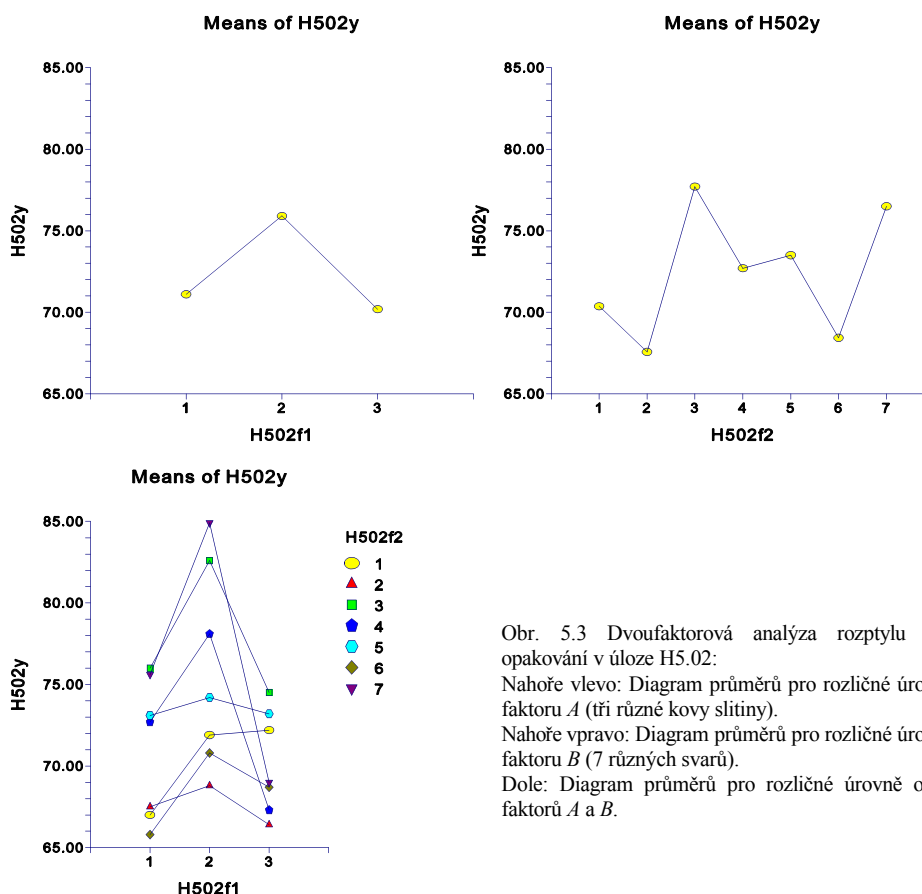 Means of H502y
85.00
80.00
75.00
70.00
65.00
H502y
1 2 3
H502f1
Means of H502y
85.00
80.00
75.00
70.00
65.00
H502y
1 2 3 4 5 6 7
H502f2
Means of H502y
85.00
80.00
75.00
70.00
65.00
H502y
1 2 3
H502f1
H502f2
1
2
3
4
5
6
7
Obr. 5.3 Dvoufaktorová analýza rozptylu
opakování v úloze H5.02:
Nahoře vlevo: Diagram průměrů pro rozličné úro
faktoru A (tři různé kovy slitiny).
Nahoře vpravo: Diagram průměrů pro rozličné úro
faktoru B (7 různých svarů).
Dole: Diagram průměrů pro rozličné úrovně o
faktorů A a B.